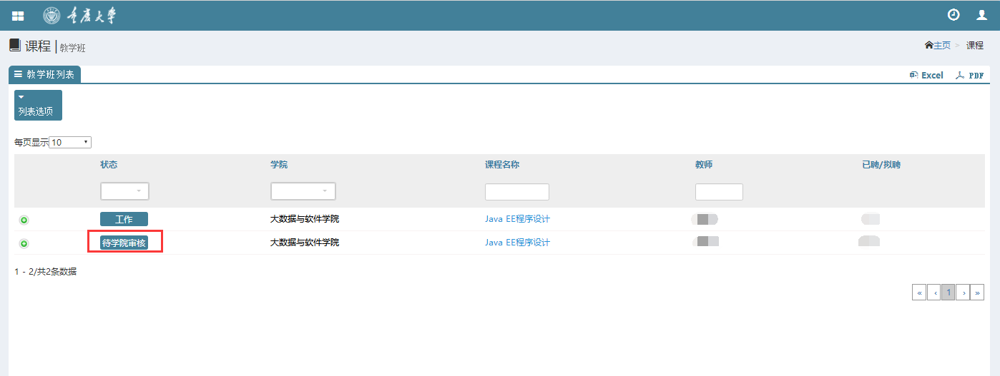 重庆大学
课程 | 教学班
主页 > 课程
教学班列表
Excel PDF
列表选项
每页显示 10
状态 学院 课程名称 教师 已聘/拟聘
工作 大数据与软件学院 Java EE程序设计
待学院审核 大数据与软件学院 Java EE程序设计
1 - 2/共2条数据
« ‹ 1 › »